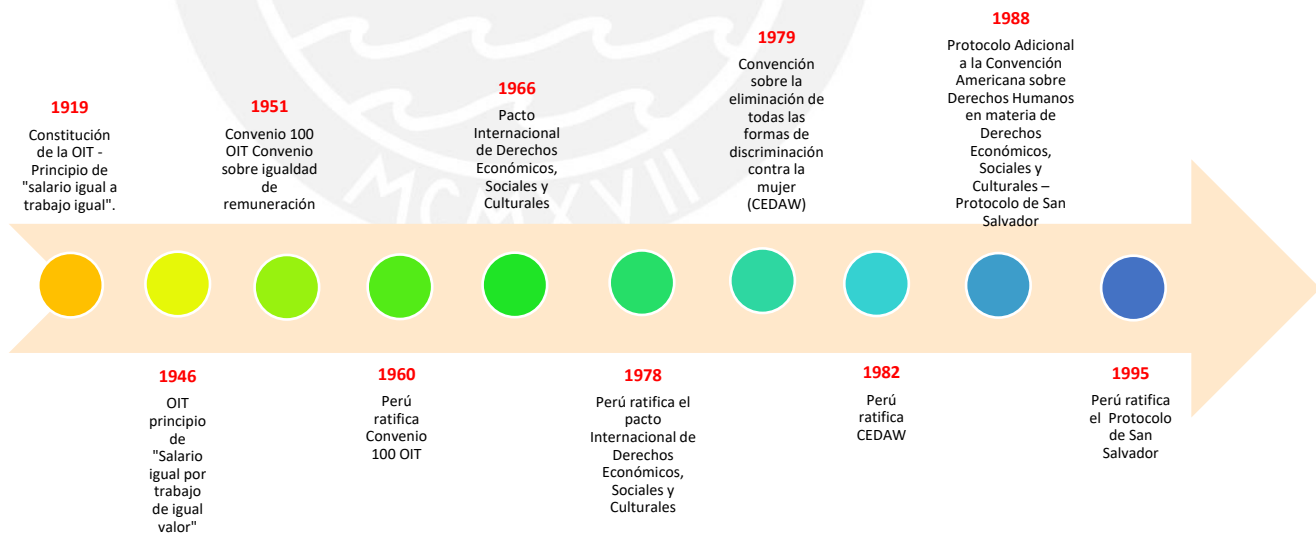 1919
Constitución
de la OIT -
Principio de
"salario igual a
trabajo igual".
1946
OIT
principio
de
"Salario
igual por
trabajo
de igual
valor"
1951
Convenio 100
OIT Convenio
sobre igualdad
de
remuneración
1960
Perú
ratifica
Convenio
100 OIT
1966
Pacto
Internacional
de Derechos
Económicos,
Sociales y
Culturales
1978
Perú ratifica el
pacto
Internacional de
Derechos
Económicos,
Sociales y
Culturales
1979
Convención
sobre la
eliminación de
todas las
formas de
discriminación
contra la
mujer
(CEDAW)
1982
Perú
ratifica
CEDAW
1988
Protocolo Adicional
a la Convención
Americana sobre
Derechos Humanos
en materia de
Derechos
Económicos,
Sociales y
Culturales –
Protocolo de San
Salvador
1995
Perú ratifica
el Protocolo
de San
Salvador
MCMXVII